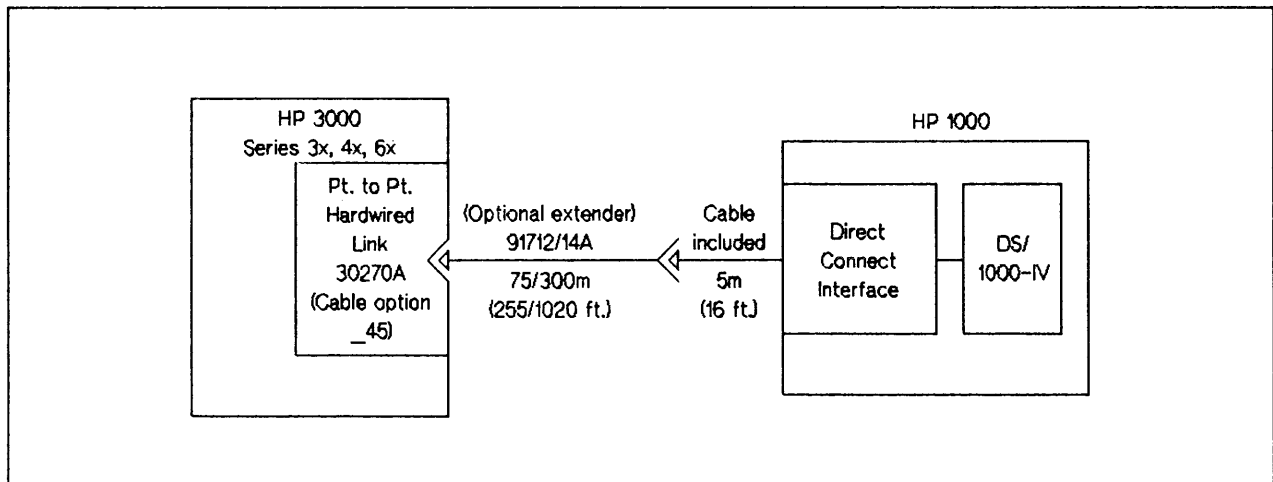 HP 3000
Series 3x, 4x, 6x
Pt. to Pt.
Hardwired
Link
30270A
(Cable option
_45)
(Optional extender)
91712/14A
75/300m
(255/1020 ft.)
Cable
included
5m
(16 ft.)
HP 1000
Direct
Connect
Interface
DS/
1000-IV